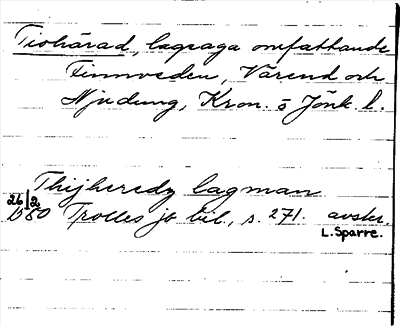 Tiohärad, lagsaga omfattande
Finnveden, Värend och
Njudung, Kron. o Jönk. l.
Thijheredz lagman
26/2 1580 Trolles jb bil., s. 271. avskr.
L. Sparre.